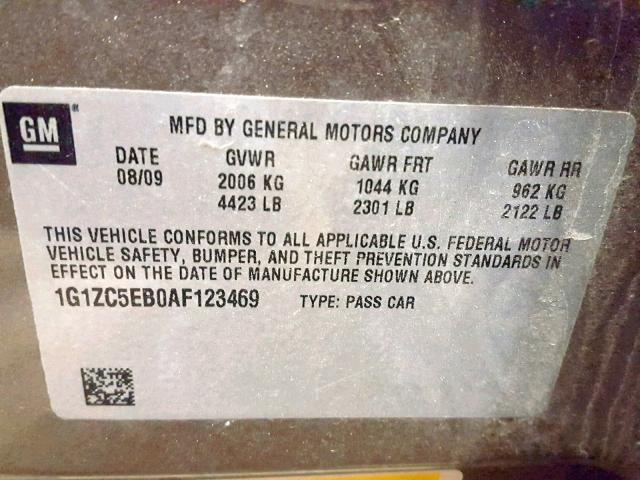 GM
MFD BY GENERAL MOTORS COMPANY
DATE GVWR GAWR FRT GAWR RR
08/09 2006 KG 1044 KG 962 KG
4423 LB 2301 LB 2122 LB
THIS VEHICLE CONFORMS TO ALL APPLICABLE U.S. FEDERAL MOTOR
VEHICLE SAFETY, BUMPER, AND THEFT PREVENTION STANDARDS IN
EFFECT ON THE DATE OF MANUFACTURE SHOWN ABOVE.
1G1ZC5EB0AF123469 TYPE: PASS CAR